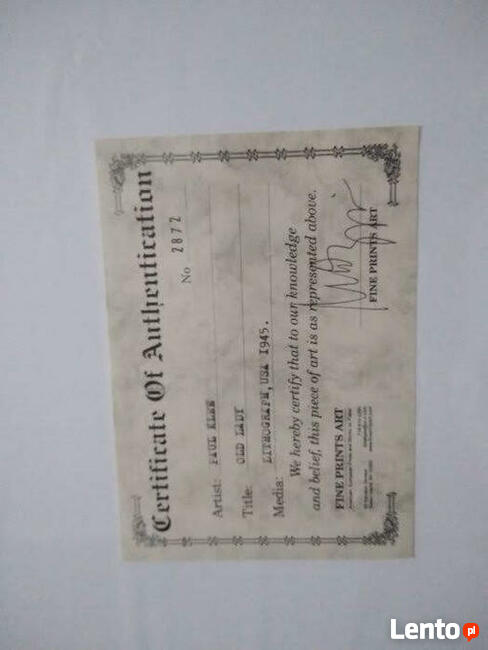 Certificate Of Authentication
No 2872
Artist: PAUL KLEE
Title: OLD LADY
Media: LITHOGRAPH, USA 1945.
We hereby certify that to our knowledge
and belief, this piece of art is as represented above.
FINE PRINTS ART
FINE PRINTS ART
Lento.pl